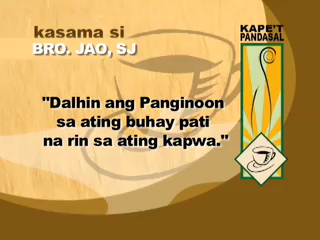 kasama si
BRO. JAO, SJ
KAPE'T
PANDASAL
"Dalhin ang Panginoon
sa ating buhay pati
na rin sa ating kapwa."